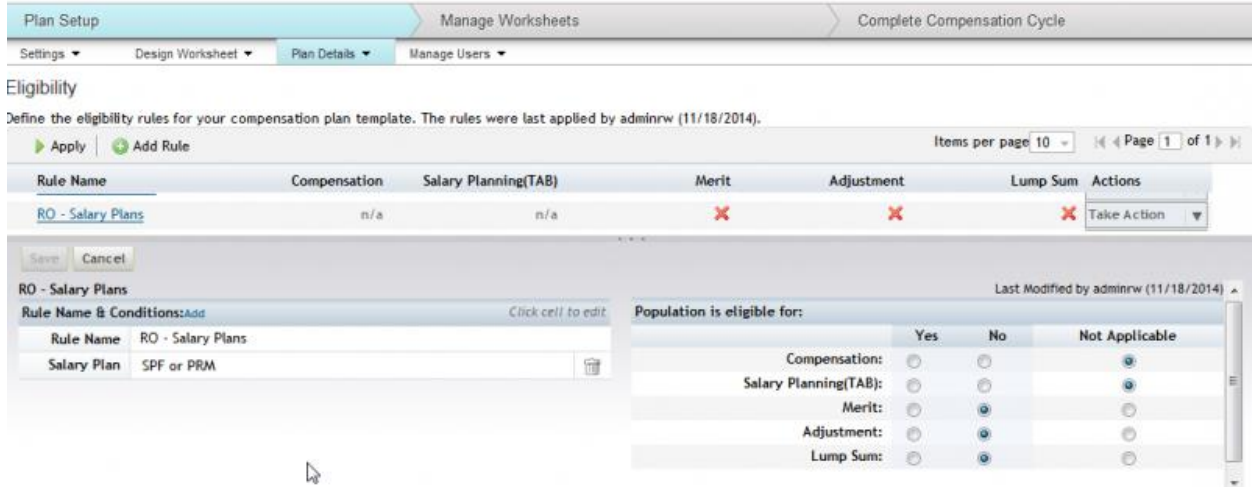 Plan Setup Manage Worksheets Complete Compensation Cycle
Settings Design Worksheet Plan Details Manage Users
Eligibility
Define the eligibility rules for your compensation plan template. The rules were last applied by adminrw (11/18/2014).
Apply Add Rule Items per page 10 Page 1 of 1
Rule Name Compensation Salary Planning(TAB) Merit Adjustment Lump Sum Actions
RO - Salary Plans n/a n/a Take Action
Save Cancel
RO - Salary Plans Last Modified by adminrw (11/18/2014)
Rule Name & Conditions:Add Click cell to edit Population is eligible for:
Yes No Not Applicable
Rule Name RO - Salary Plans
Salary Plan SPF or PRM
Compensation:
Salary Planning(TAB):
Merit:
Adjustment:
Lump Sum: